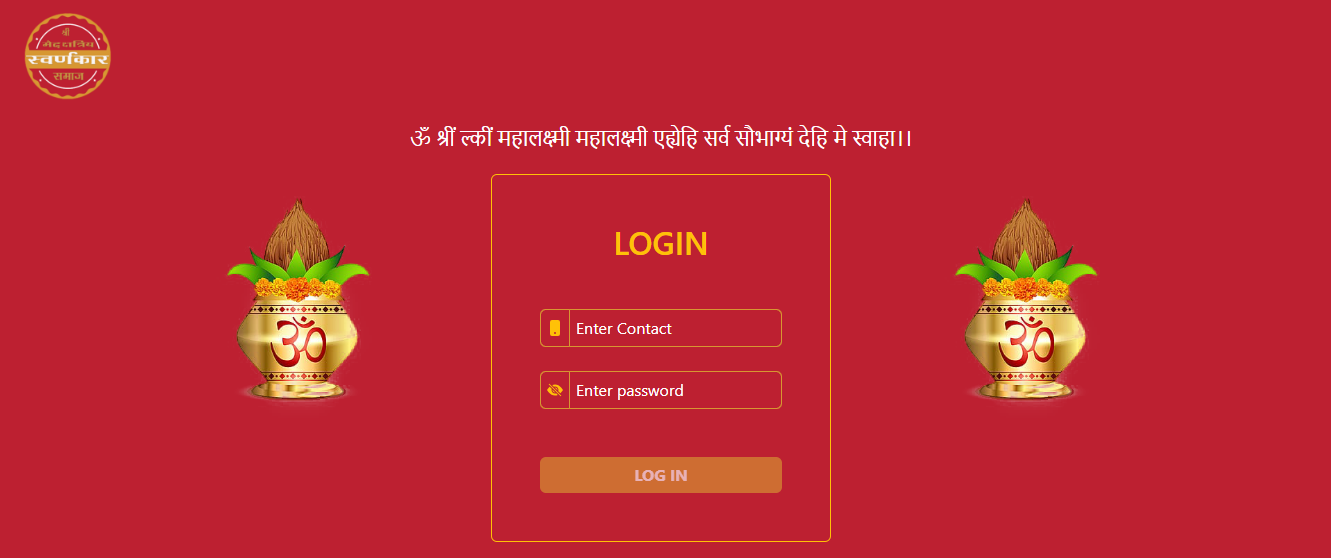 श्री
मेढ़ क्षत्रिय
स्वर्णकार
समाज
ॐ श्रीं ल्कीं महालक्ष्मी महालक्ष्मी एह्येहि सर्व सौभाग्यं देहि मे स्वाहा।।
LOGIN
ॐ
ॐ
Enter Contact
Enter password
LOG IN